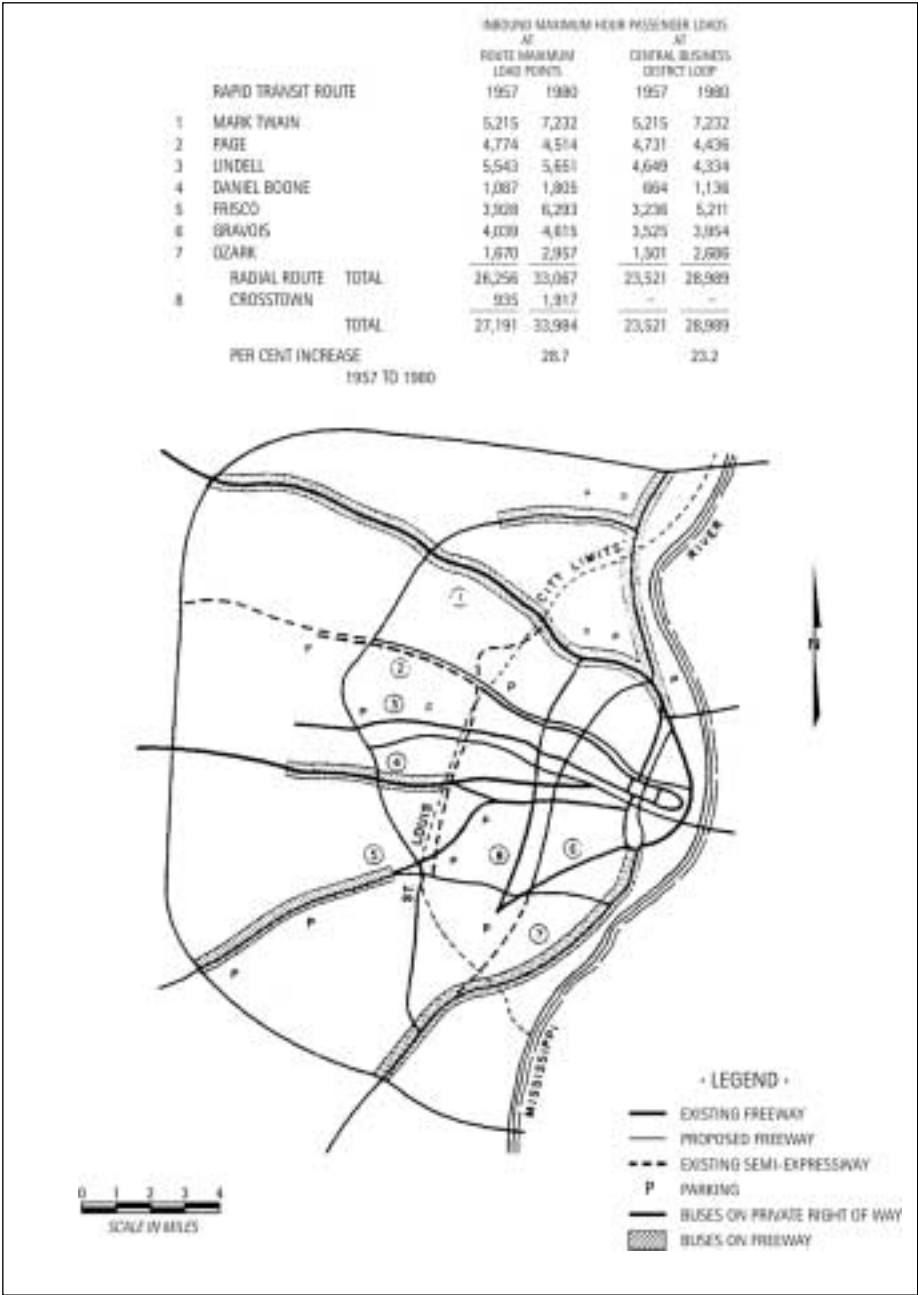 INBOUND MAXIMUM HOUR PASSENGER LOADS
AT AT
ROUTE MAXIMUM CENTRAL BUSINESS
LOAD POINTS DISTRICT LOOP
RAPID TRANSIT ROUTE 1957 1980 1957 1980
1 MARK TWAIN 5,215 7,232 5,215 7,232
2 PAGE 4,774 4,514 4,731 4,436
3 LINDELL 5,543 5,651 4,649 4,334
4 DANIEL BOONE 1,087 1,805 664 1,136
5 FRISCO 3,928 6,293 3,236 5,211
6 GRAVOIS 4,039 4,615 3,525 3,954
7 OZARK 1,670 2,957 1,501 2,686
RADIAL ROUTE TOTAL 26,256 33,067 23,521 28,989
8 CROSSTOWN 935 1,917 - -
TOTAL 27,191 33,984 23,521 28,989
PER CENT INCREASE 28.7 23.2
1957 TO 1980
RIVER
CITY LIMITS
1
N
2
P
P
P
3
P
4
ST. LOUIS
5
P
P
8
6
P
P
7
P
MISSISSIPPI
· LEGEND ·
EXISTING FREEWAY
PROPOSED FREEWAY
EXISTING SEMI-EXPRESSWAY
P PARKING
BUSES ON PRIVATE RIGHT OF WAY
BUSES ON FREEWAY
0 1 2 3 4
SCALE IN MILES